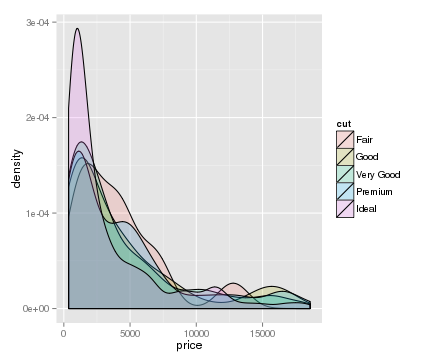 3e-04
2e-04
1e-04
0e+00
density
0
5000
10000
15000
price
cut
Fair
Good
Very Good
Premium
Ideal